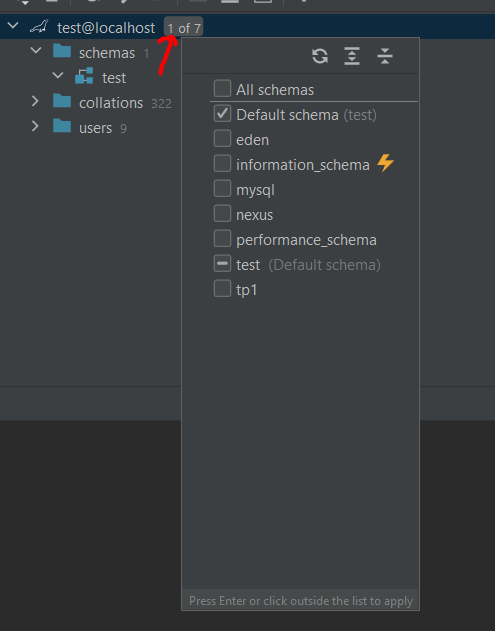 test@localhost 1 of 7
schemas 1
test
collations 322
users 9
All schemas
Default schema (test)
eden
information_schema
mysql
nexus
performance_schema
test (Default schema)
tp1
Press Enter or click outside the list to apply